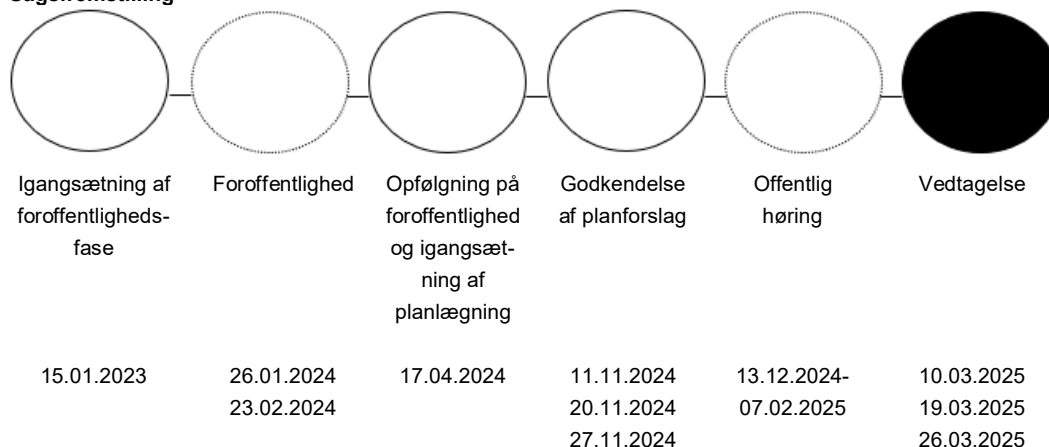 Sagsfremstilling
Igangsætning af
foroffentligheds-
fase
Foroffentlighed
Opfølgning på
foroffentlighed
og igangsæt-
ning af
planlægning
Godkendelse
af planforslag
Offentlig
høring
Vedtagelse
15.01.2023
26.01.2024
23.02.2024
17.04.2024
11.11.2024
20.11.2024
27.11.2024
13.12.2024-
07.02.2025
10.03.2025
19.03.2025
26.03.2025